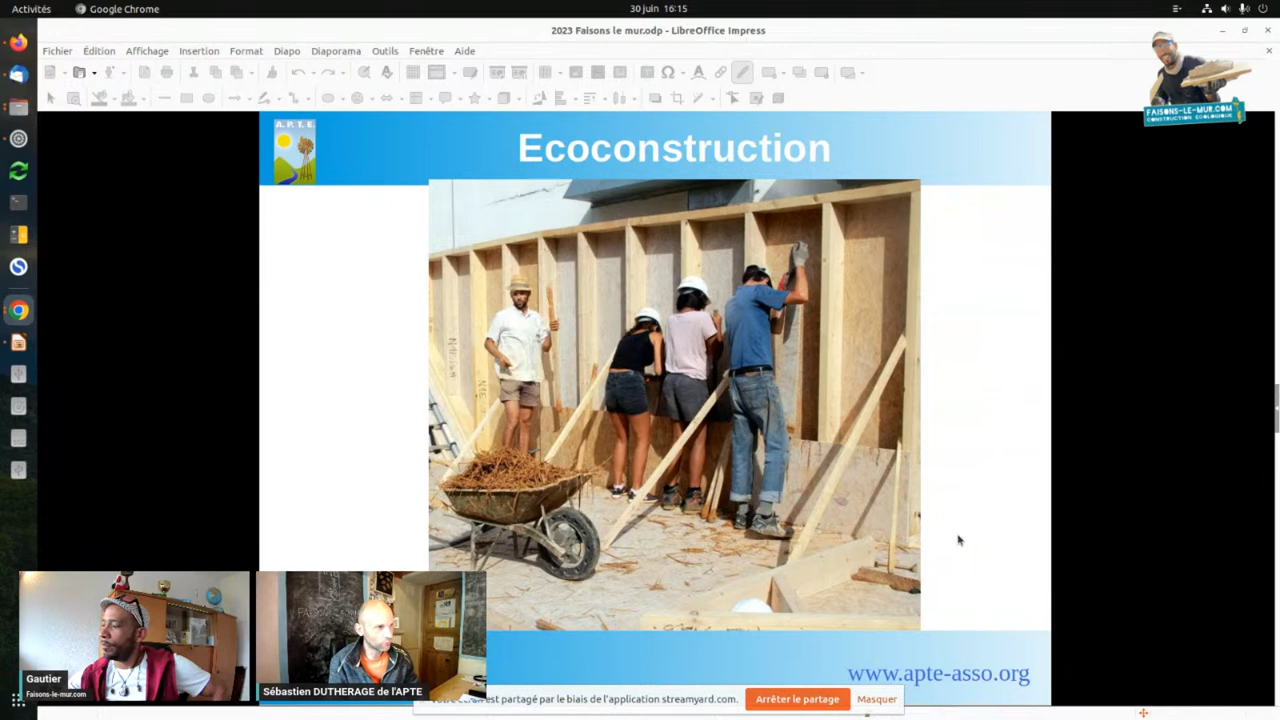 Activités
Google Chrome
30 juin 16:15
2023 Faisons le mur.odp - LibreOffice Impress
Fichier Édition Affichage Insertion Format Diapo Diaporama Outils Fenêtre Aide
FAISONS-LE-MUR.COM
CONSTRUCTION ECOLOGIQUE
A.P.T.E.
Ecoconstruction
Gautier
Faisons-le-mur.com
Sébastien DUTHERAGE de l'APTE
www.apte-asso.org
est partagé par le biais de l'application streamyard.com.
Arrêter le partage
Masquer